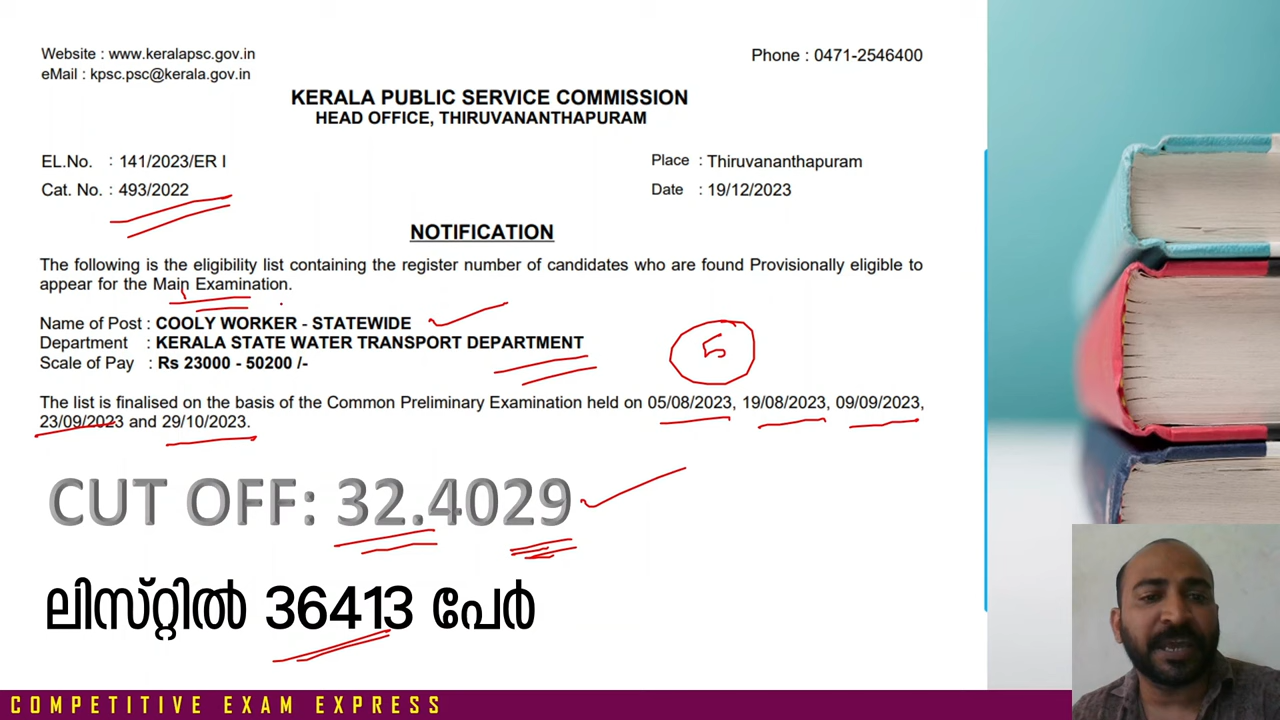 Website : www.keralapsc.gov.in
Phone : 0471-2546400
eMail : kpsc.psc@kerala.gov.in
KERALA PUBLIC SERVICE COMMISSION
HEAD OFFICE, THIRUVANANTHAPURAM
EL.No. : 141/2023/ER I
Place : Thiruvananthapuram
Cat. No. : 493/2022
Date : 19/12/2023
NOTIFICATION
The following is the eligibility list containing the register number of candidates who are found Provisionally eligible to
appear for the Main Examination.
Name of Post : COOLY WORKER - STATEWIDE
Department : KERALA STATE WATER TRANSPORT DEPARTMENT
Scale of Pay : Rs 23000 - 50200 /-
5
The list is finalised on the basis of the Common Preliminary Examination held on 05/08/2023, 19/08/2023, 09/09/2023,
23/09/2023 and 29/10/2023.
CUT OFF: 32.4029
ലിസ്റ്റിൽ 36413 പേർ
COMPETITIVE EXAM EXPRESS